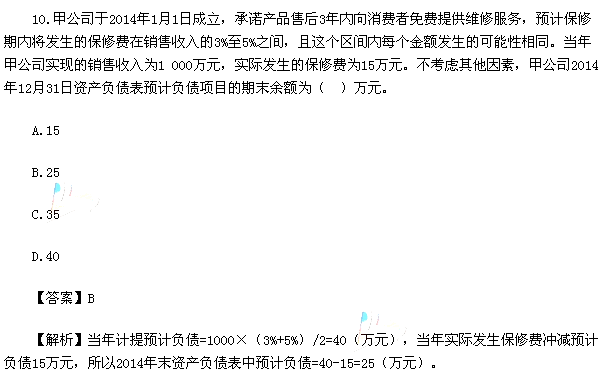 10.甲公司于2014年1月1日成立，承诺产品售后3年内向消费者免费提供维修服务，预计保修
期内将发生的保修费在销售收入的3%至5%之间，且这个区间内每个金额发生的可能性相同。当年
甲公司实现的销售收入为1 000万元，实际发生的保修费为15万元。不考虑其他因素，甲公司2014
年12月31日资产负债表预计负债项目的期末余额为（　）万元。
A.15
B.25
C.35
D.40
【答案】B
【解析】当年计提预计负债=1000×（3%+5%）/2=40（万元），当年实际发生保修费冲减预计
负债15万元，所以2014年末资产负债表中预计负债=40-15=25（万元）。